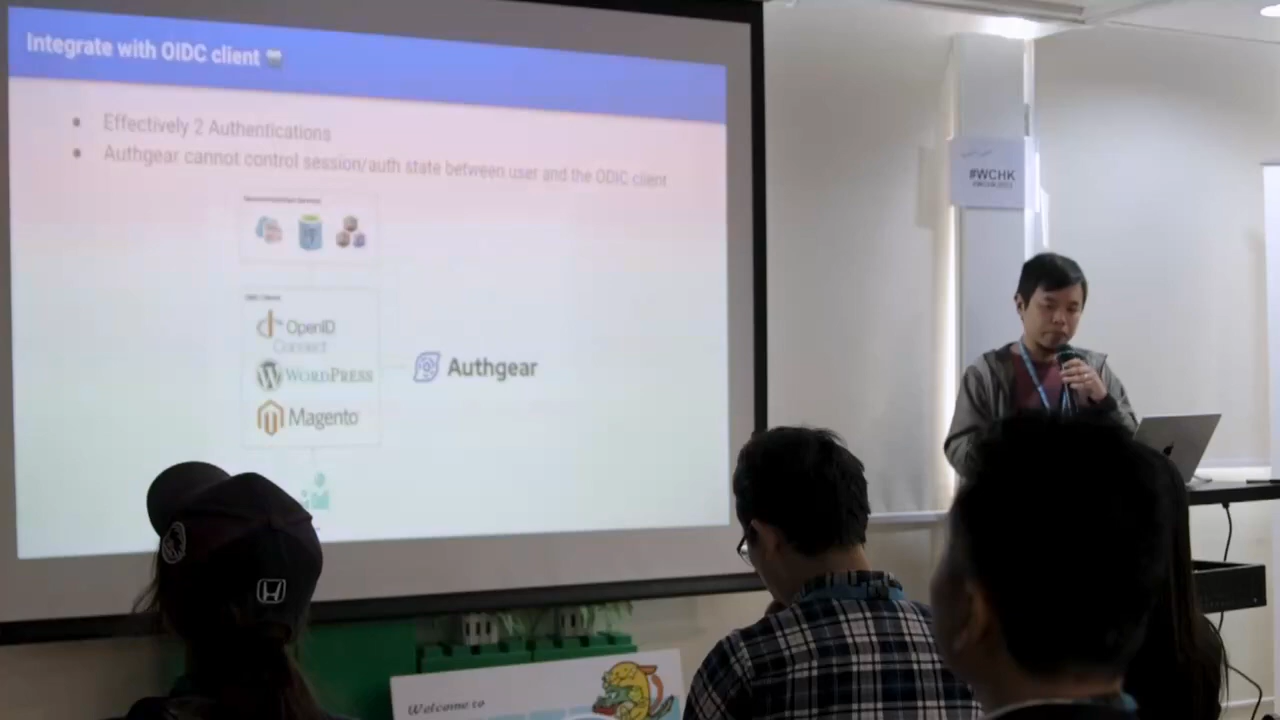 Integrate with OIDC client
• Effectively 2 Authentications
• Authgear cannot control session/auth state between user and the ODIC client
OpenID
Connect
WORDPRESS
Magento
Authgear
#WCHK
Welcome to